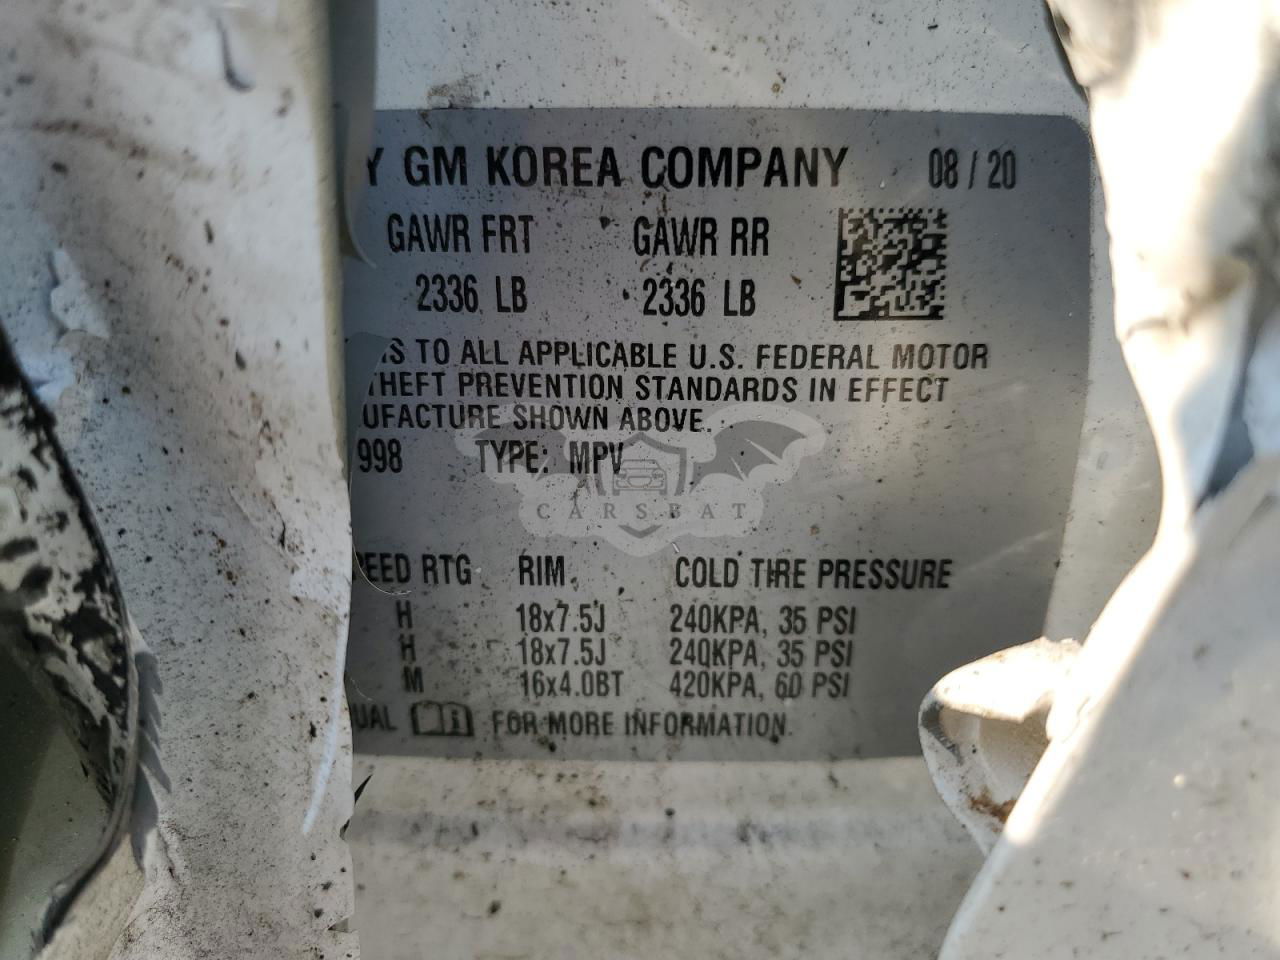 Y GM KOREA COMPANY 08 / 20
GAWR FRT GAWR RR
2336 LB 2336 LB
S TO ALL APPLICABLE U.S. FEDERAL MOTOR
THEFT PREVENTION STANDARDS IN EFFECT
UFACTURE SHOWN ABOVE.
998 TYPE: MPV
CARSBAT
EED RTG RIM COLD TIRE PRESSURE
H 18x7.5J 240KPA, 35 PSI
H 18x7.5J 240KPA, 35 PSI
M 16x4.0BT 420KPA, 60 PSI
UAL FOR MORE INFORMATION.